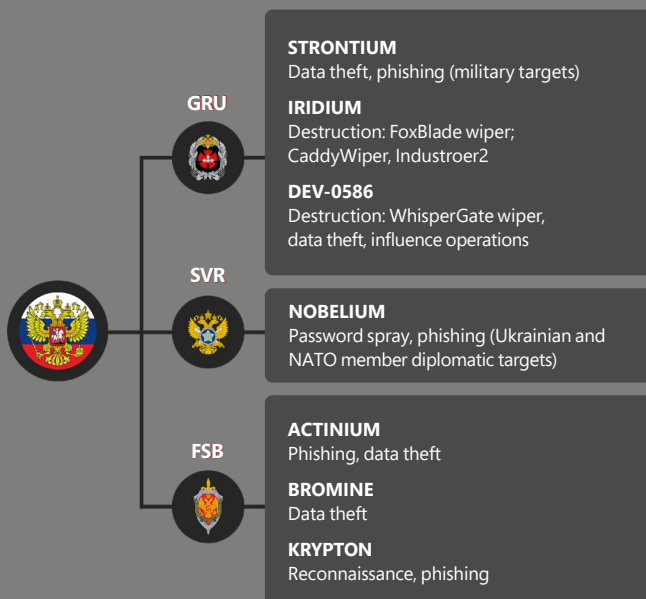 GRU
STRONTIUM
Data theft, phishing (military targets)
IRIDIUM
Destruction: FoxBlade wiper;
CaddyWiper, Industroer2
DEV-0586
Destruction: WhisperGate wiper,
data theft, influence operations
SVR
NOBELIUM
Password spray, phishing (Ukrainian and
NATO member diplomatic targets)
FSB
ACTINIUM
Phishing, data theft
BROMINE
Data theft
KRYPTON
Reconnaissance, phishing